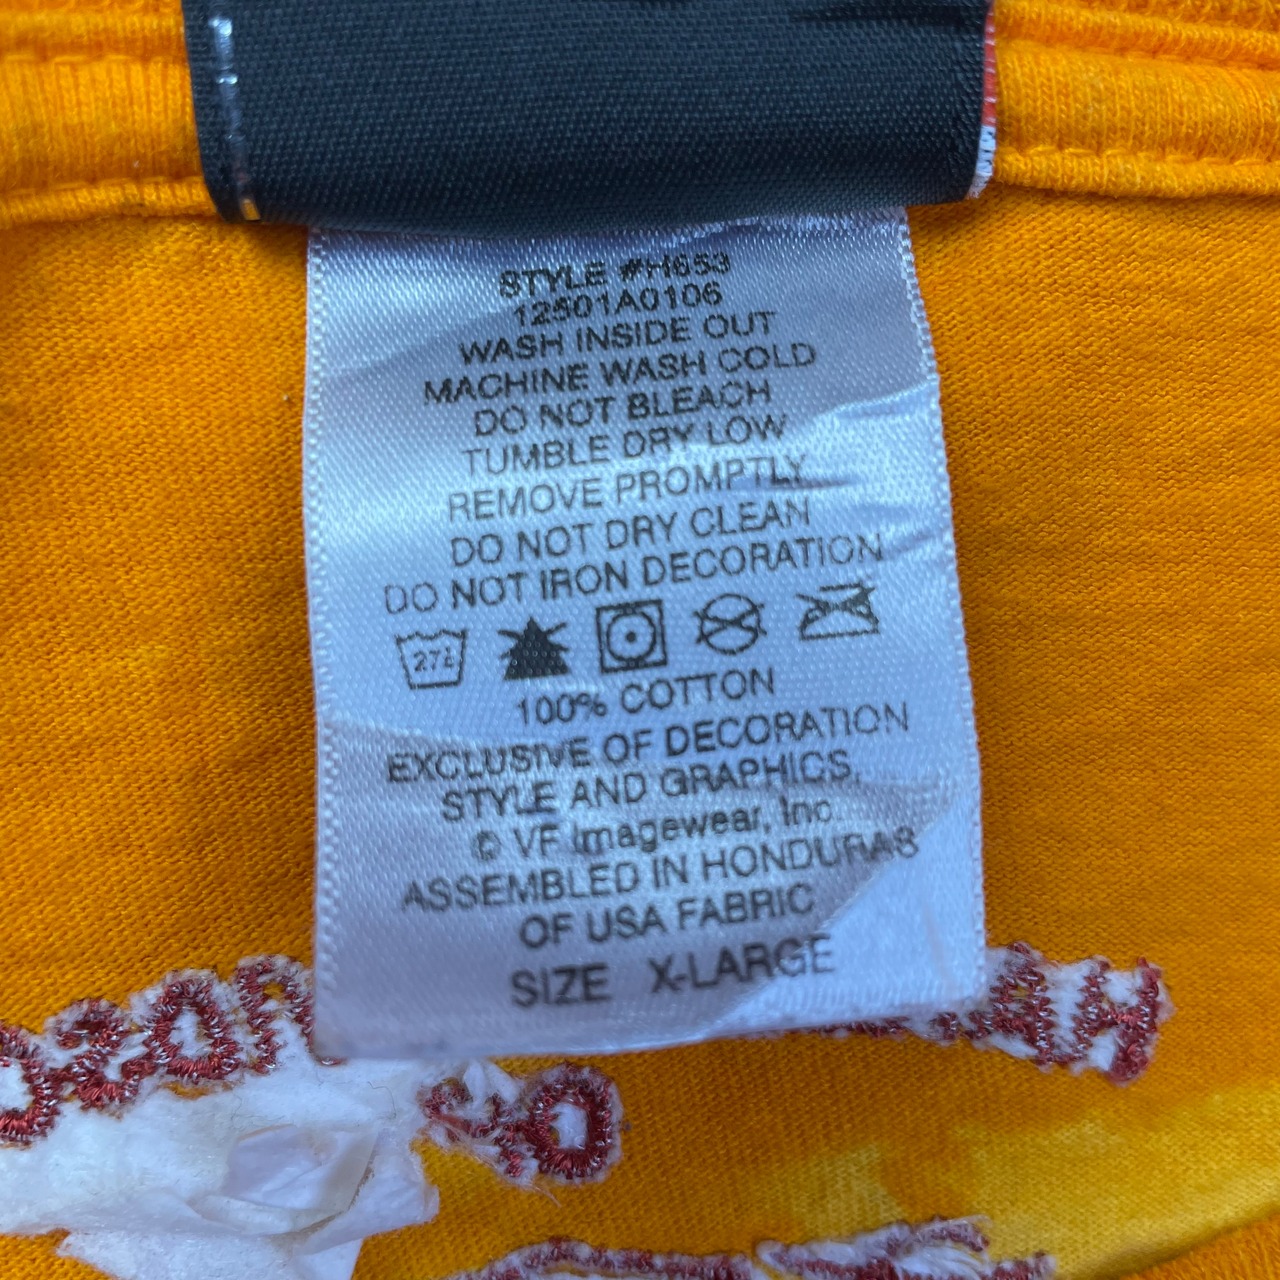 STYLE #H653
12501A0106
WASH INSIDE OUT
MACHINE WASH COLD
DO NOT BLEACH
TUMBLE DRY LOW
REMOVE PROMPTLY
DO NOT DRY CLEAN
DO NOT IRON DECORATION
27½
100% COTTON
EXCLUSIVE OF DECORATION
STYLE AND GRAPHICS.
© VF Imagewear, Inc.
ASSEMBLED IN HONDURAS
OF USA FABRIC
SIZE X-LARGE